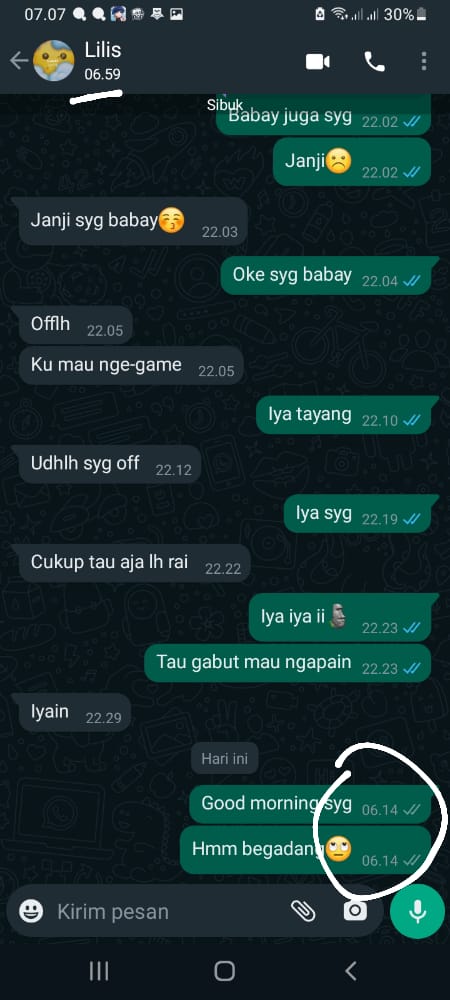 07.07
30%
Lilis
06.59
Sibuk
Babay juga syg 22.02
Janji☹️ 22.02
Janji syg babay😚 22.03
Oke syg babay 22.04
Offlh 22.05
Ku mau nge-game 22.05
Iya tayang 22.10
Udhlh syg off 22.12
Iya syg 22.19
Cukup tau aja lh rai 22.22
Iya iya ii🗿 22.23
Tau gabut mau ngapain 22.23
Iyain 22.29
Hari ini
Good morning syg 06.14
Hmm begadang🙄 06.14
Kirim pesan